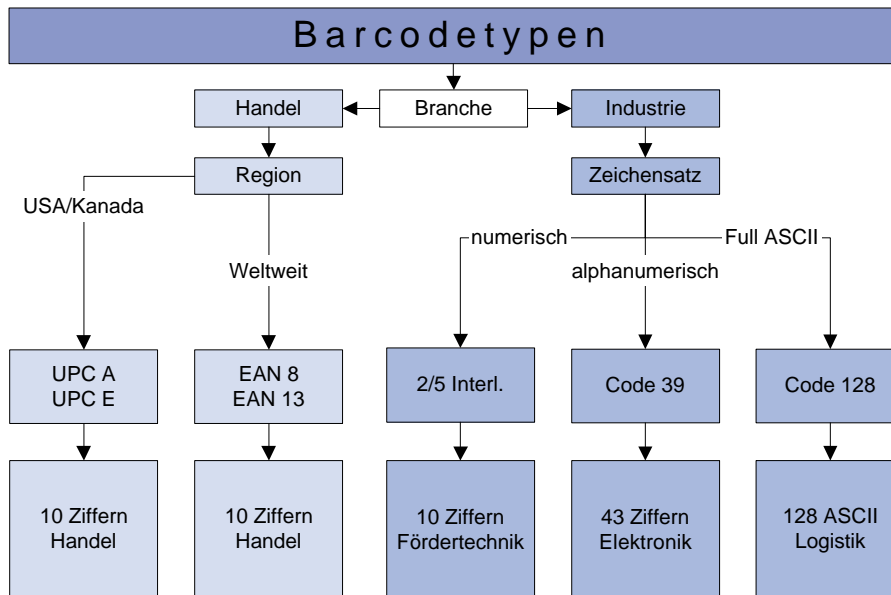 Barcodetypen
Handel
Branche
Industrie
Region
Zeichensatz
USA/Kanada
numerisch
Full ASCII
Weltweit
alphanumerisch
UPC A
UPC E
EAN 8
EAN 13
2/5 Interl.
Code 39
Code 128
10 Ziffern
Handel
10 Ziffern
Handel
10 Ziffern
Fördertechnik
43 Ziffern
Elektronik
128 ASCII
Logistik